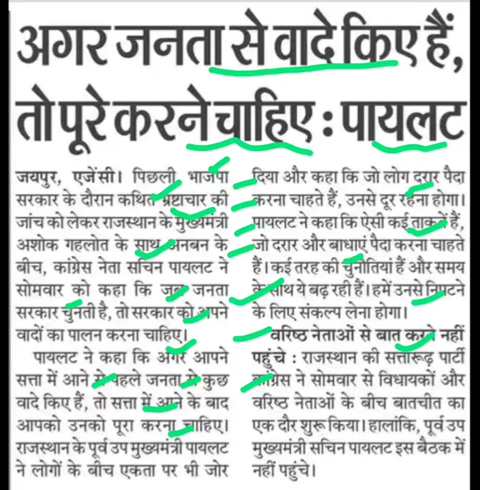 अगर जनता से वादे किए हैं,
तो पूरे करने चाहिए : पायलट
जयपुर, एजेंसी। पिछली भाजपा
सरकार के दौरान कथित भ्रष्टाचार की
जांच को लेकर राजस्थान के मुख्यमंत्री
अशोक गहलोत के साथ अनबन के
बीच, कांग्रेस नेता सचिन पायलट ने
सोमवार को कहा कि जब जनता
सरकार चुनती है, तो सरकार को अपने
वादों का पालन करना चाहिए।
पायलट ने कहा कि अगर आपने
सत्ता में आने से पहले जनता से कुछ
वादे किए हैं, तो सत्ता में आने के बाद
आपको उनको पूरा करना चाहिए।
राजस्थान के पूर्व उप मुख्यमंत्री पायलट
ने लोगों के बीच एकता पर भी जोर
दिया और कहा कि जो लोग दरार पैदा
करना चाहते हैं, उनसे दूर रहना होगा।
पायलट ने कहा कि ऐसी कई ताकतें हैं,
जो दरार और बाधाएं पैदा करना चाहते
हैं। कई तरह की चुनौतियां हैं और समय
के साथ ये बढ़ रही हैं। हमें उनसे निपटने
के लिए संकल्प लेना होगा।
वरिष्ठ नेताओं से बात करने नहीं
पहुंचे : राजस्थान की सत्तारूढ़ पार्टी
कांग्रेस ने सोमवार से विधायकों और
वरिष्ठ नेताओं के बीच बातचीत का
एक दौर शुरू किया। हालांकि, पूर्व उप
मुख्यमंत्री सचिन पायलट इस बैठक में
नहीं पहुंचे।